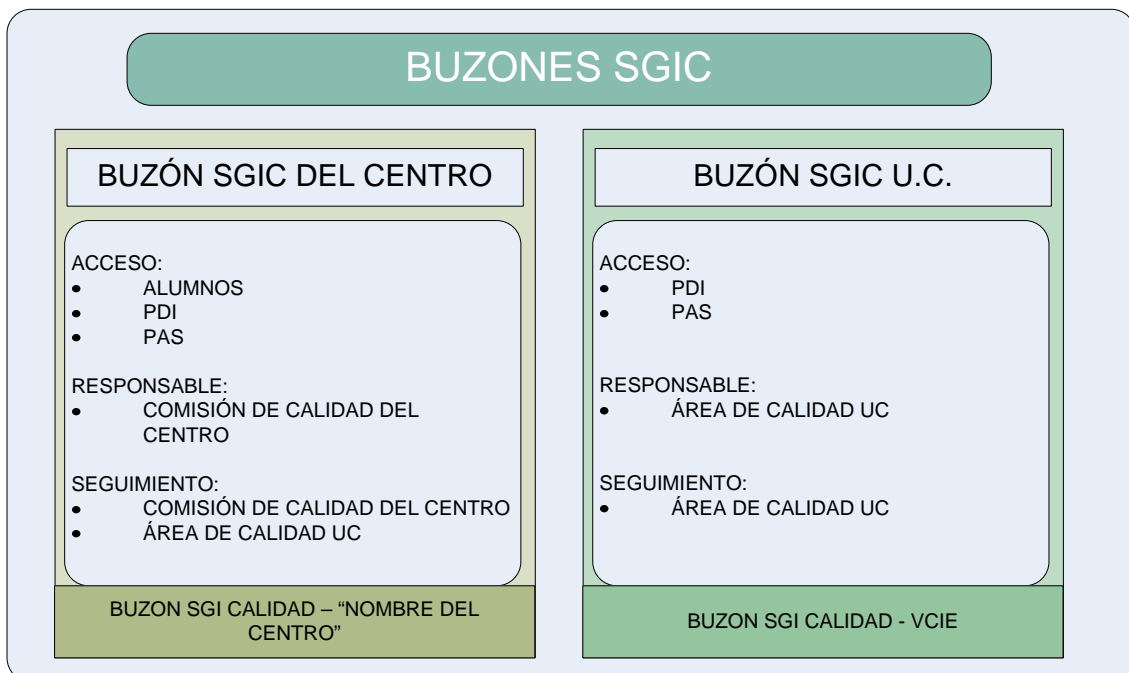 BUZONES SGIC
BUZÓN SGIC DEL CENTRO
ACCESO:
• ALUMNOS
• PDI
• PAS
RESPONSABLE:
• COMISIÓN DE CALIDAD DEL
CENTRO
SEGUIMIENTO:
• COMISIÓN DE CALIDAD DEL CENTRO
• ÁREA DE CALIDAD UC
BUZON SGI CALIDAD – “NOMBRE DEL
CENTRO”
BUZÓN SGIC U.C.
ACCESO:
• PDI
• PAS
RESPONSABLE:
• ÁREA DE CALIDAD UC
SEGUIMIENTO:
• ÁREA DE CALIDAD UC
BUZON SGI CALIDAD - VCIE